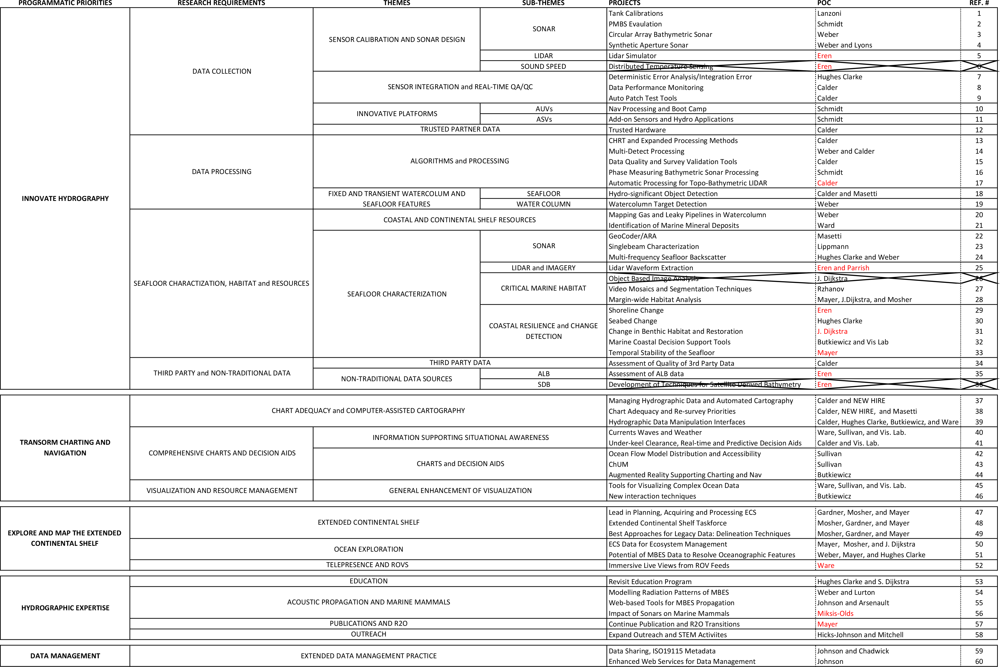 PROGRAMMATIC PRIORITIES RESEARCH REQUIREMENTS THEMES SUB-THEMES PROJECTS POC REF. #
INNOVATE HYDROGRAPHY
DATA COLLECTION
SENSOR CALIBRATION AND SONAR DESIGN
SONAR
Tank Calibrations Lanzoni 1
PMBS Evaulation Schmidt 2
Circular Array Bathymetric Sonar Weber 3
Synthetic Aperture Sonar Weber and Lyons 4
LIDAR Lidar Simulator Eren 5
SOUND SPEED Distributed Temperature Sensing Eren 6
SENSOR INTEGRATION and REAL-TIME QA/QC
Deterministic Error Analysis/Integration Error Hughes Clarke 7
Data Performance Monitoring Calder 8
Auto Patch Test Tools Calder 9
INNOVATIVE PLATFORMS
AUVs Nav Processing and Boot Camp Schmidt 10
ASVs Add-on Sensors and Hydro Applications Schmidt 11
TRUSTED PARTNER DATA Trusted Hardware Calder 12
DATA PROCESSING
ALGORITHMS and PROCESSING
CHRT and Expanded Processing Methods Calder 13
Multi-Detect Processing Weber and Calder 14
Data Quality and Survey Validation Tools Calder 15
Phase Measuring Bathymetric Sonar Processing Schmidt 16
Automatic Processing for Topo-Bathymetric LIDAR Calder 17
FIXED AND TRANSIENT WATERCOLUM AND
SEAFLOOR FEATURES
SEAFLOOR Hydro-significant Object Detection Calder and Masetti 18
WATER COLUMN Watercolumn Target Detection Weber 19
SEAFLOOR CHARACTIZATION, HABITAT and RESOURCES
COASTAL AND CONTINENTAL SHELF RESOURCES
Mapping Gas and Leaky Pipelines in Watercolumn Weber 20
Identification of Marine Mineral Deposits Ward 21
SEAFLOOR CHARACTERIZATION
SONAR
GeoCoder/ARA Masetti 22
Singlebeam Characterization Lippmann 23
Multi-frequency Seafloor Backscatter Hughes Clarke and Weber 24
LIDAR and IMAGERY Lidar Waveform Extraction Eren and Parrish 25
CRITICAL MARINE HABITAT
Object Based Image Analysis J. Dijkstra 26
Video Mosaics and Segmentation Techniques Rzhanov 27
Margin-wide Habitat Analysis Mayer, J.Dijkstra, and Mosher 28
COASTAL RESILIENCE and CHANGE
DETECTION
Shoreline Change Eren 29
Seabed Change Hughes Clarke 30
Change in Benthic Habitat and Restoration J. Dijkstra 31
Marine Coastal Decision Support Tools Butkiewicz and Vis Lab 32
Temporal Stability of the Seafloor Mayer 33
THIRD PARTY and NON-TRADITIONAL DATA
THIRD PARTY DATA Assessment of Quality of 3rd Party Data Calder 34
NON-TRADITIONAL DATA SOURCES
ALB Assessment of ALB data Eren 35
SDB Development of Techniques for Satellite Derived Bathymetry Eren 36
TRANSORM CHARTING AND
NAVIGATION
CHART ADEQUACY and COMPUTER-ASSISTED CARTOGRAPHY
Managing Hydrographic Data and Automated Cartography Calder and NEW HIRE 37
Chart Adequacy and Re-survey Priorities Calder, NEW HIRE, and Masetti 38
Hydrographic Data Manipulation Interfaces Calder, Hughes Clarke, Butkiewicz, and Ware 39
COMPREHENSIVE CHARTS AND DECISION AIDS
INFORMATION SUPPORTING SITUATIONAL AWARENESS
Currents Waves and Weather Ware, Sullivan, and Vis. Lab. 40
Under-keel Clearance, Real-time and Predictive Decision Aids Calder and Vis. Lab. 41
CHARTS and DECISION AIDS
Ocean Flow Model Distribution and Accessibility Sullivan 42
ChUM Sullivan 43
Augmented Reality Supporting Charting and Nav Butkiewicz 44
VISUALIZATION AND RESOURCE MANAGEMENT
GENERAL ENHANCEMENT OF VISUALIZATION
Tools for Visualizing Complex Ocean Data Ware, Sullivan, and Vis. Lab. 45
New interaction techniques Butkiewicz 46
EXPLORE AND MAP THE EXTENDED
CONTINENTAL SHELF
EXTENDED CONTINENTAL SHELF
Lead in Planning, Acquiring and Processing ECS Gardner, Mosher, and Mayer 47
Extended Continental Shelf Taskforce Mosher, Gardner, and Mayer 48
Best Approaches for Legacy Data: Delineation Techniques Mosher, Gardner, and Mayer 49
OCEAN EXPLORATION
ECS Data for Ecosystem Management Mayer, Mosher, and J. Dijkstra 50
Potential of MBES Data to Resolve Oceanographic Features Weber, Mayer, and Hughes Clarke 51
TELEPRESENCE AND ROVS Immersive Live Views from ROV Feeds Ware 52
HYDROGRAPHIC EXPERTISE
EDUCATION Revisit Education Program Hughes Clarke and S. Dijkstra 53
ACOUSTIC PROPAGATION AND MARINE MAMMALS
Modelling Radiation Patterns of MBES Weber and Lurton 54
Web-based Tools for MBES Propagation Johnson and Arsenault 55
Impact of Sonars on Marine Mammals Miksis-Olds 56
PUBLICATIONS AND R2O Continue Publication and R2O Transitions Mayer 57
OUTREACH Expand Outreach and STEM Activiites Hicks-Johnson and Mitchell 58
DATA MANAGEMENT
EXTENDED DATA MANAGEMENT PRACTICE
Data Sharing, ISO19115 Metadata Johnson and Chadwick 59
Enhanced Web Services for Data Management Johnson 60